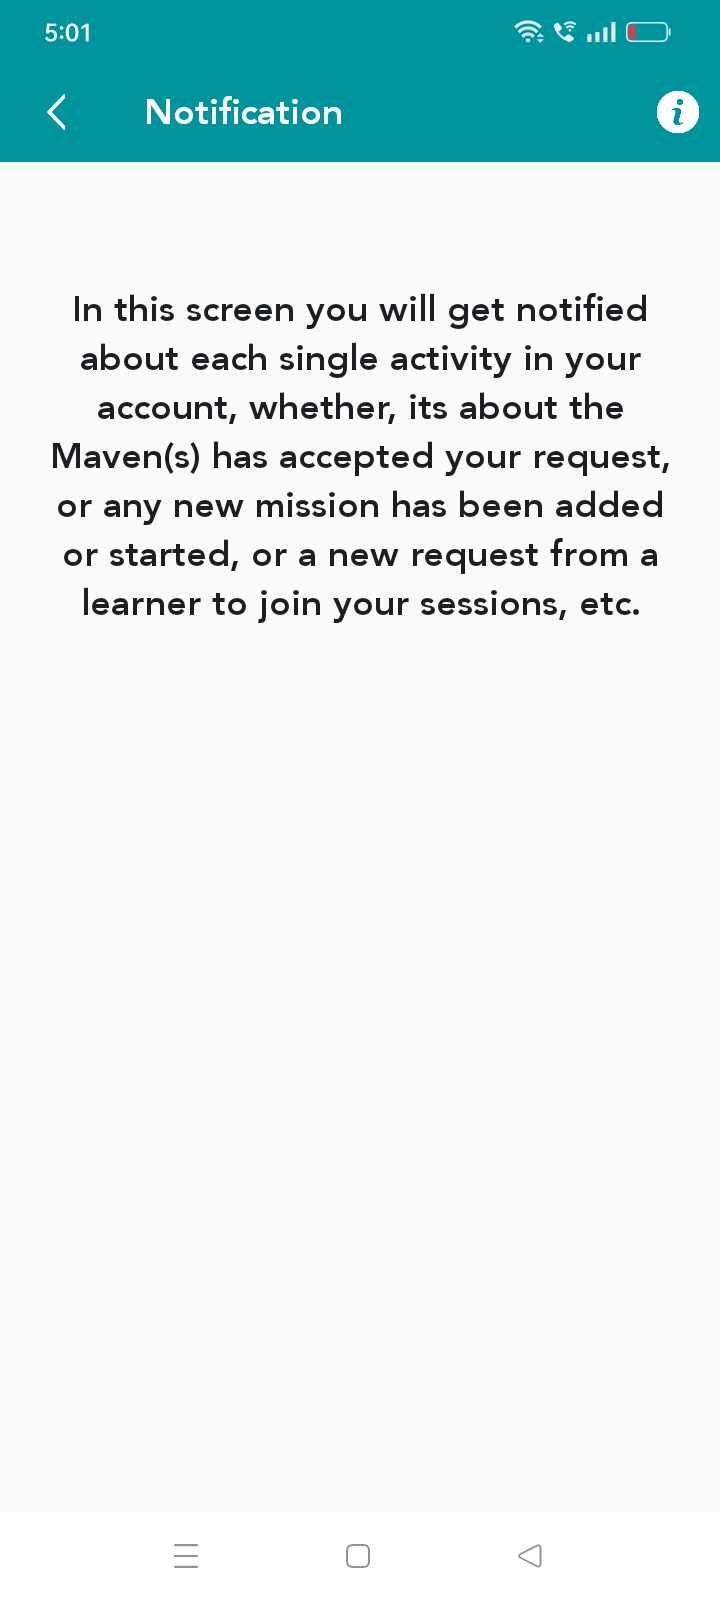 5:01
Notification
In this screen you will get notified
about each single activity in your
account, whether, its about the
Maven(s) has accepted your request,
or any new mission has been added
or started, or a new request from a
learner to join your sessions, etc.